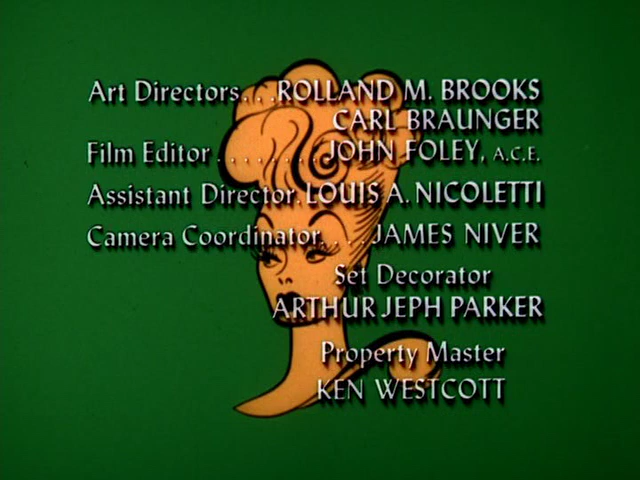 Art Directors...ROLLAND M. BROOKS
CARL BRAUNGER
Film Editor........JOHN FOLEY, A.C.E.
Assistant Director.LOUIS A. NICOLETTI
Camera Coordinator....JAMES NIVER
Set Decorator
ARTHUR JEPH PARKER
Property Master
KEN WESTCOTT